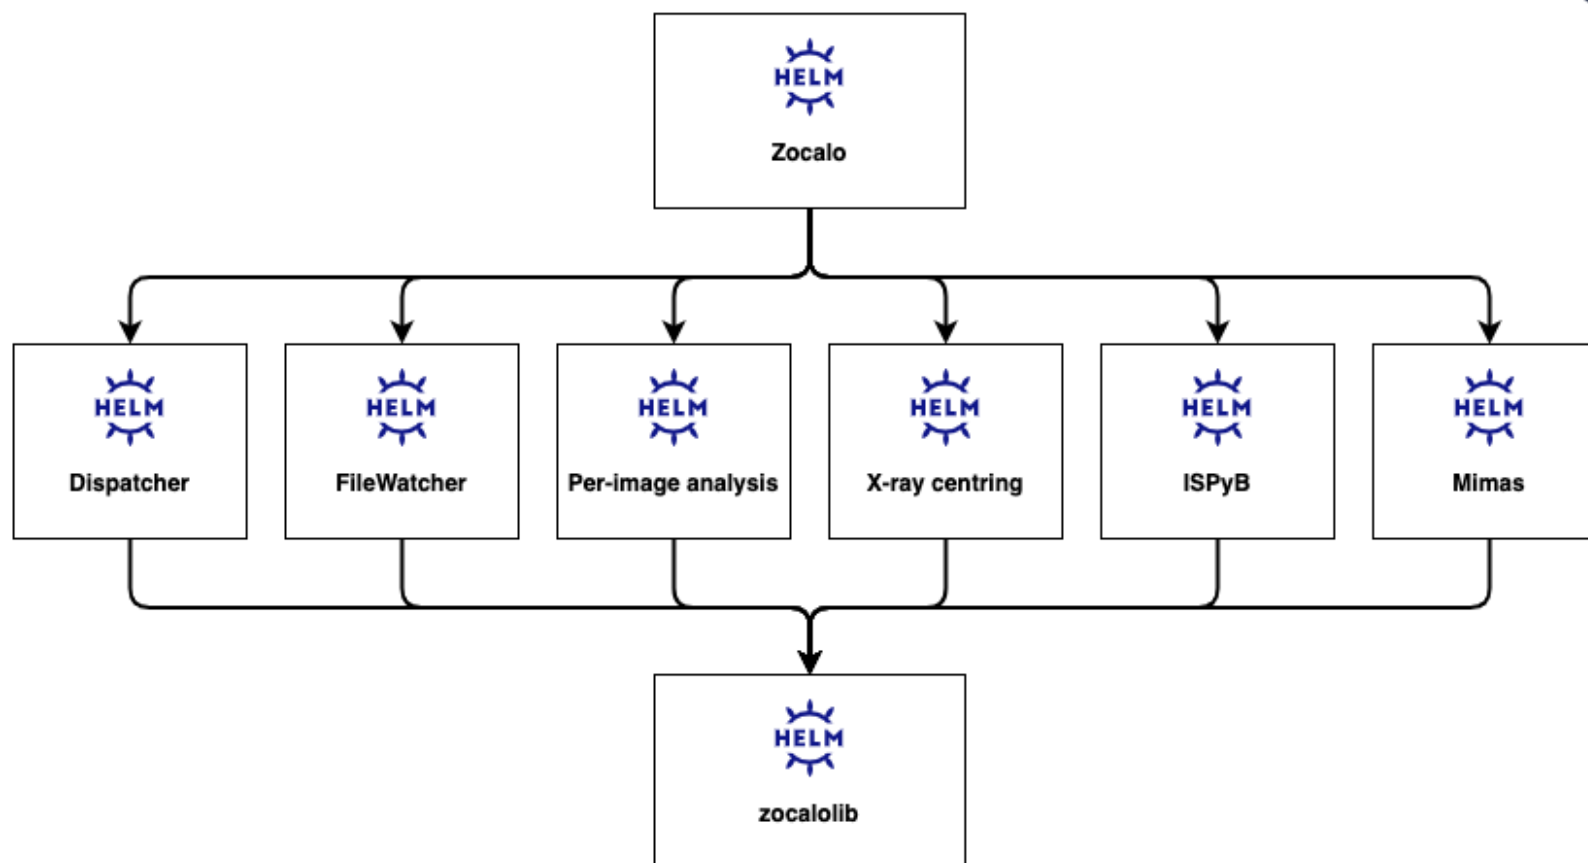 HELM
Zocalo
HELM
Dispatcher
HELM
FileWatcher
HELM
Per-image analysis
HELM
X-ray centring
HELM
ISPyB
HELM
Mimas
HELM
zocalolib